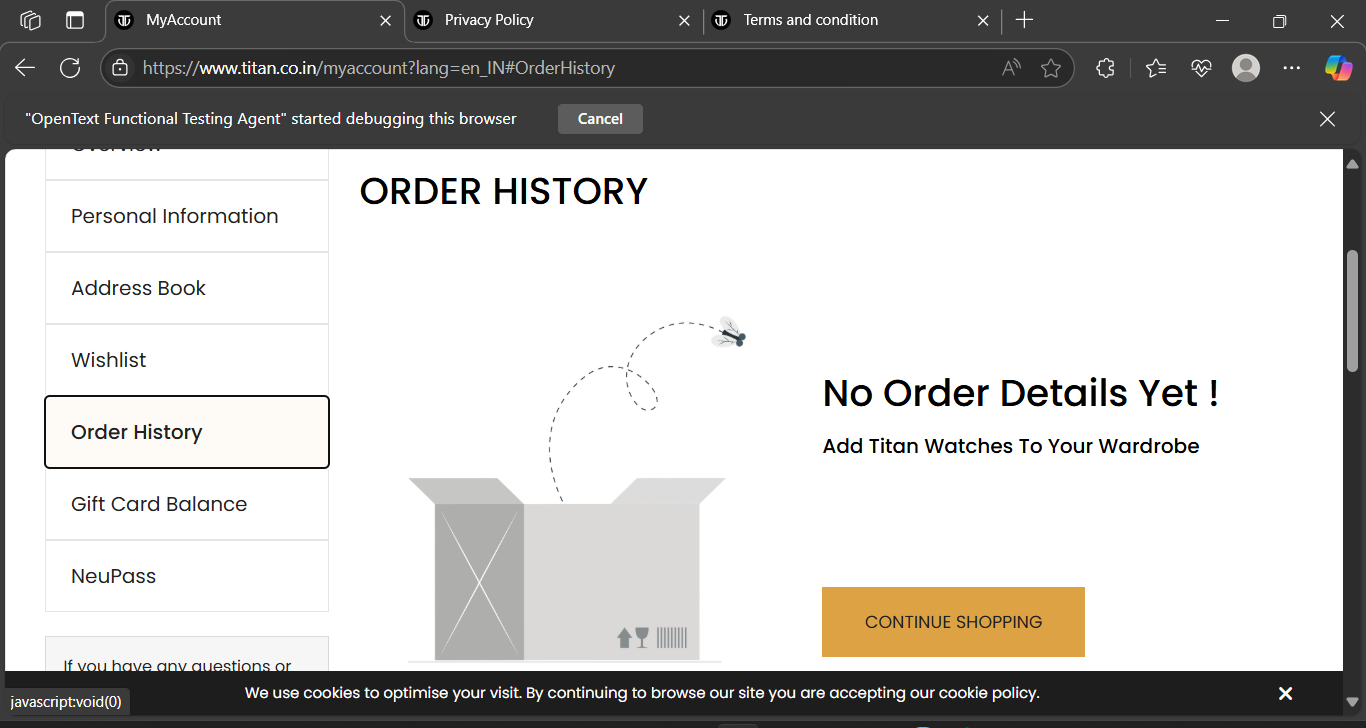 MyAccount
Privacy Policy
Terms and condition
https://www.titan.co.in/myaccount?lang=en_IN#OrderHistory
"OpenText Functional Testing Agent" started debugging this browser
Cancel
Overview
Personal Information
Address Book
Wishlist
Order History
Gift Card Balance
NeuPass
If you have any questions or
ORDER HISTORY
No Order Details Yet !
Add Titan Watches To Your Wardrobe
CONTINUE SHOPPING
We use cookies to optimise your visit. By continuing to browse our site you are accepting our cookie policy.
javascript:void(0)